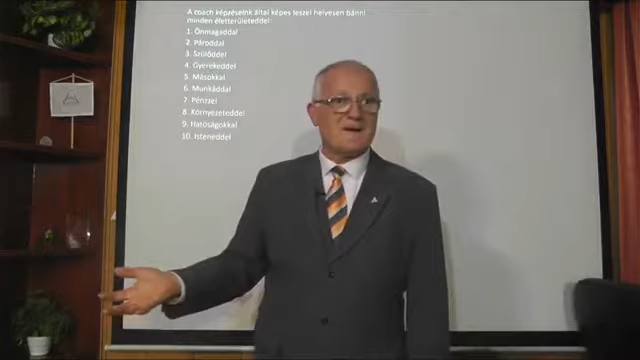 A coach képzéseink által képes leszel helyesen bánni
minden életterületeddel:
1. Önmagaddal
2. Pároddal
3. Szülőddel
4. Gyerekeddel
5. Másokkal
6. Munkáddal
7. Pénzzel
8. Környezeteddel
9. Hatóságokkal
10. Isteneddel